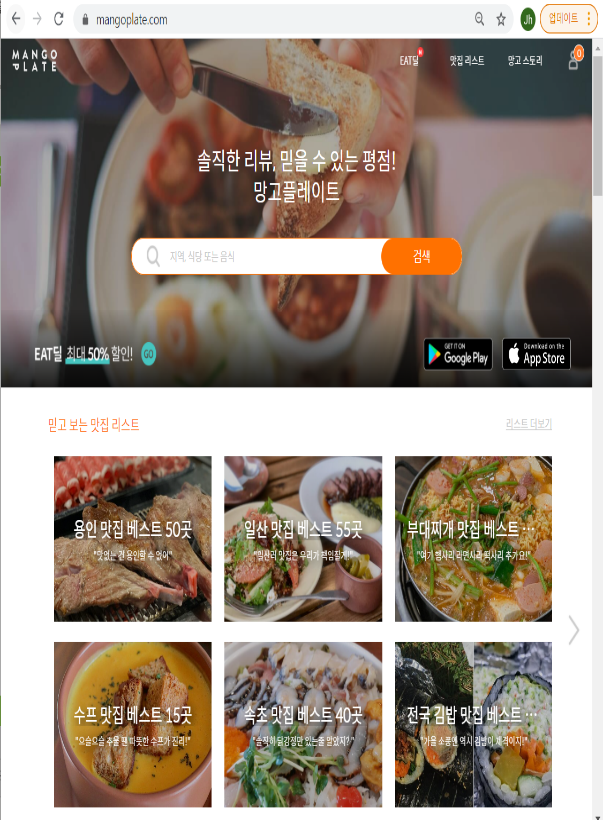 mangoplate.com
Jh
업데이트
MANGO
PLATE
EAT딜
N
맛집 리스트
망고 스토리
0
솔직한 리뷰, 믿을 수 있는 평점!
망고플레이트
지역, 식당 또는 음식
검색
EAT딜 최대 50% 할인!
GO
GET IT ON
Google Play
Download on the
App Store
믿고 보는 맛집 리스트
리스트 더보기
용인 맛집 베스트 50곳
"맛없는 건 용인할 수 없어"
일산 맛집 베스트 55곳
"일산의 맛집은 우리가 책임질게!"
부대찌개 맛집 베스트 ···
"여기 햄사리 라면사리 떡사리 추가요!"
수프 맛집 베스트 15곳
"으슬으슬 추울 땐 따뜻한 수프가 진리!"
속초 맛집 베스트 40곳
"솔직히 닭강정만 있는줄 알았지?"
전국 김밥 맛집 베스트 ···
"가을 소풍엔 역시 김밥이 제격이지!"